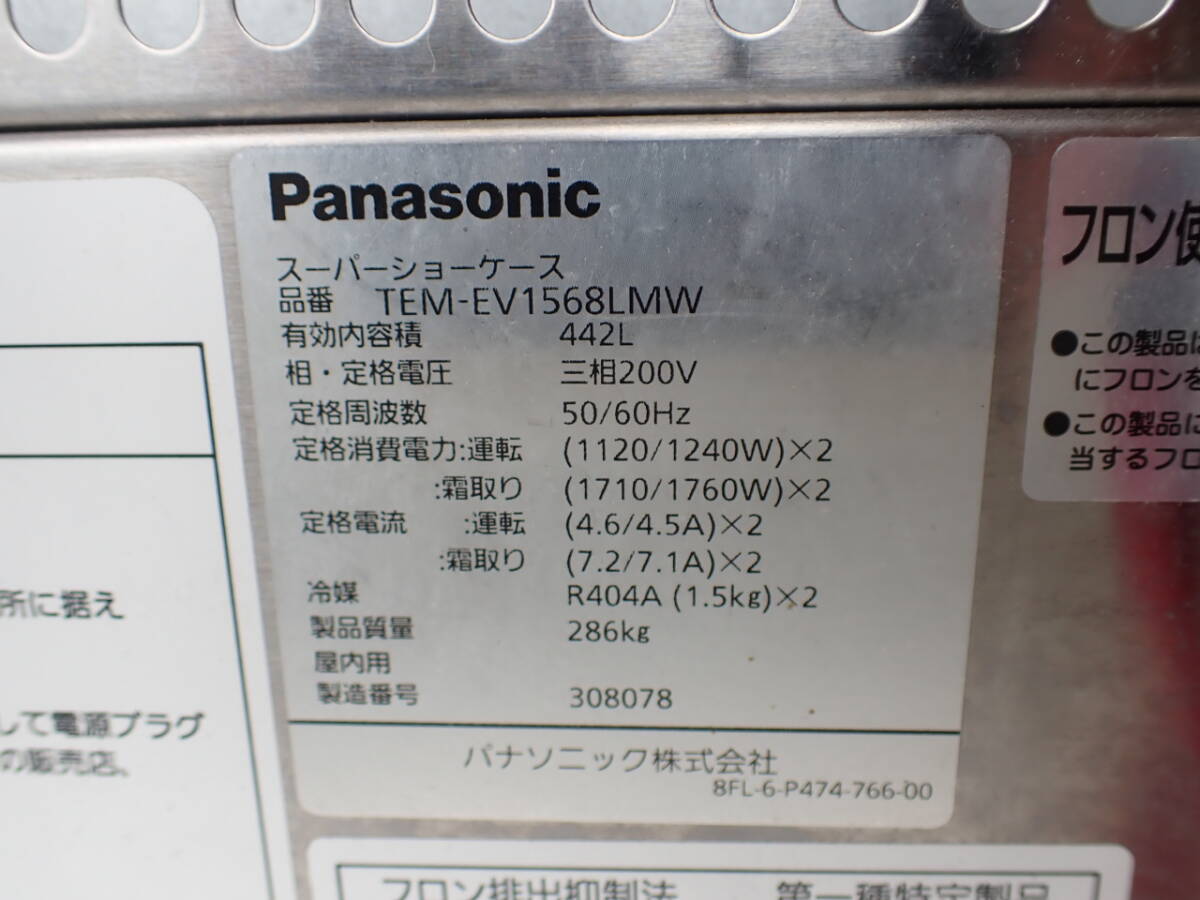 Panasonic
スーパーショーケース
品番 TEM-EV1568LMW
有効内容積 442L
相・定格電圧 三相200V
定格周波数 50/60Hz
定格消費電力:運転 (1120/1240W)×2
:霜取り (1710/1760W)×2
定格電流 :運転 (4.6/4.5A)×2
:霜取り (7.2/7.1A)×2
冷媒 R404A (1.5kg)×2
製品質量 286kg
屋内用
製造番号 308078
パナソニック株式会社
8FL-6-P474-766-00
所に据え
して電源プラグ
の販売店。
フロン使
●この製品は
にフロンを
●この製品に
当するフロ
フロン排出抑制法 第一種特定製品